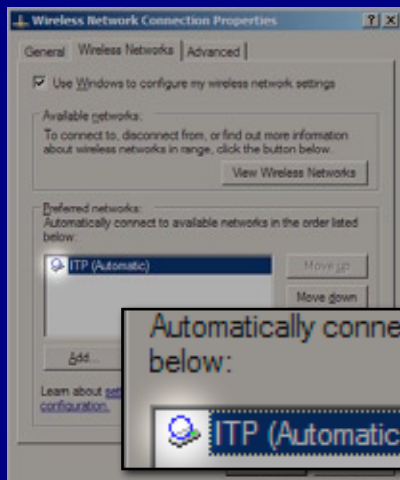 Wireless Network Connection Properties
General Wireless Networks Advanced
Use Windows to configure my wireless network settings
Available networks:
To connect to, disconnect from, or find out more information
about wireless networks in range, click the button below.
View Wireless Networks
Preferred networks:
Automatically connect to available networks in the order listed
below:
ITP (Automatic)
Move up
Move down
Add...
Learn about
configuration.
Automatically conne
below:
ITP (Automatic